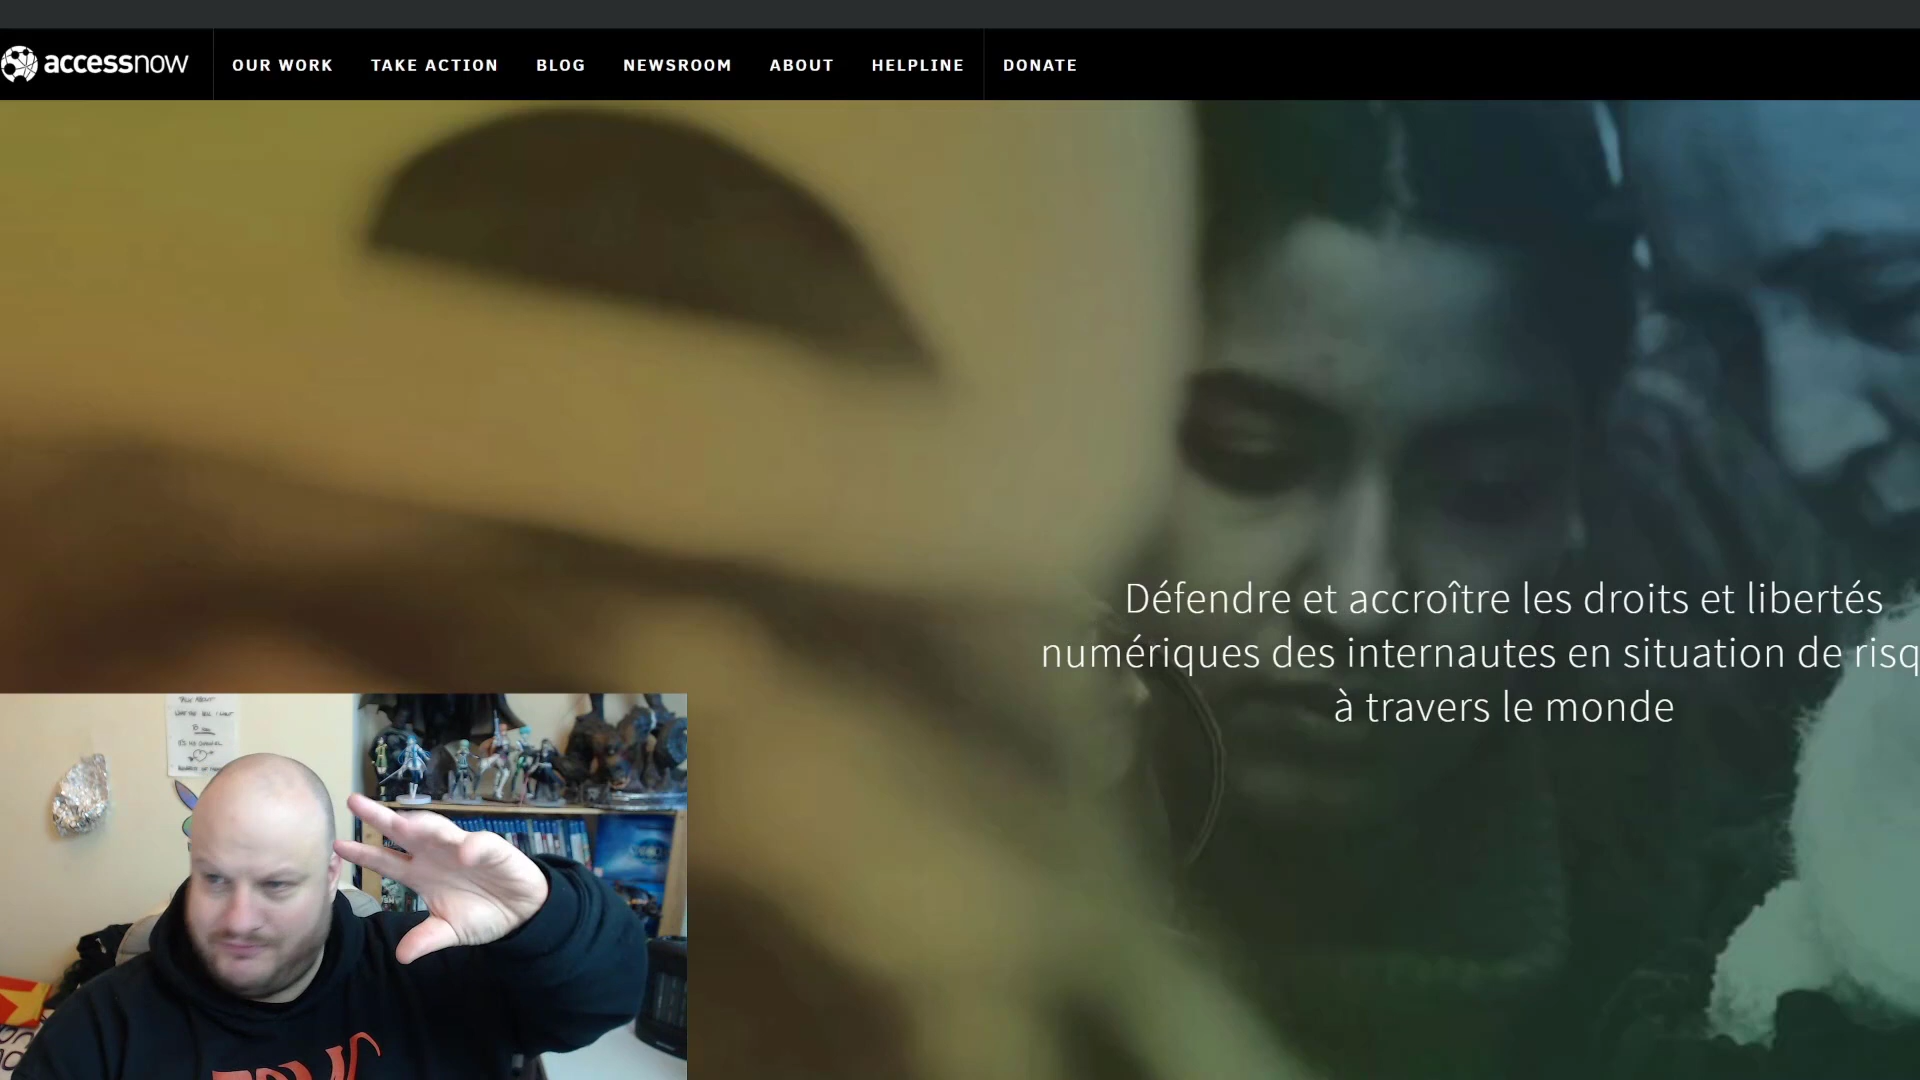 accessnow
OUR WORK
TAKE ACTION
BLOG
NEWSROOM
ABOUT
HELPLINE
DONATE
Défendre et accroître les droits et libertés
numériques des internautes en situation de risq
à travers le monde